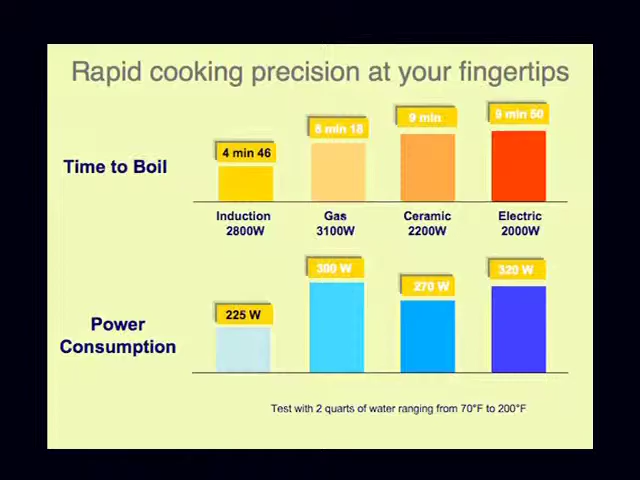 Rapid cooking precision at your fingertips
Time to Boil
4 min 46
8 min 18
9 min
9 min 50
Induction
2800W
Gas
3100W
Ceramic
2200W
Electric
2000W
Power
Consumption
225 W
300 W
270 W
320 W
Test with 2 quarts of water ranging from 70°F to 200°F